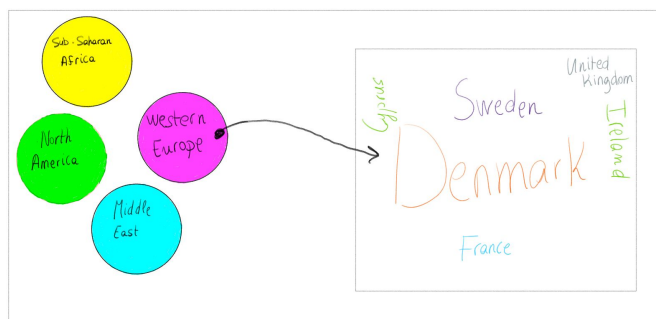 Sub-Saharan
Africa
North
America
Western
Europe
Middle
East
Cyprus
Sweden
United
Kingdom
Ireland
Denmark
France